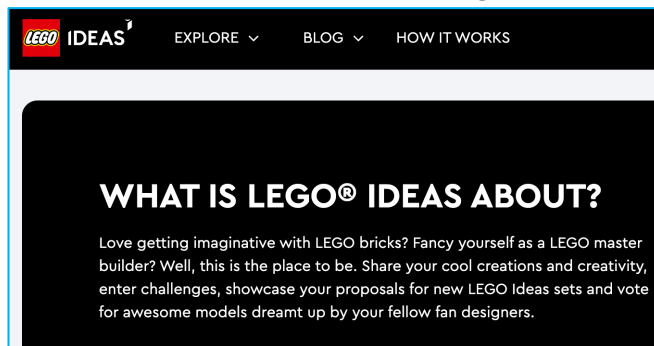 LEGO IDEAS EXPLORE BLOG HOW IT WORKS
WHAT IS LEGO® IDEAS ABOUT?
Love getting imaginative with LEGO bricks? Fancy yourself as a LEGO master
builder? Well, this is the place to be. Share your cool creations and creativity,
enter challenges, showcase your proposals for new LEGO Ideas sets and vote
for awesome models dreamt up by your fellow fan designers.